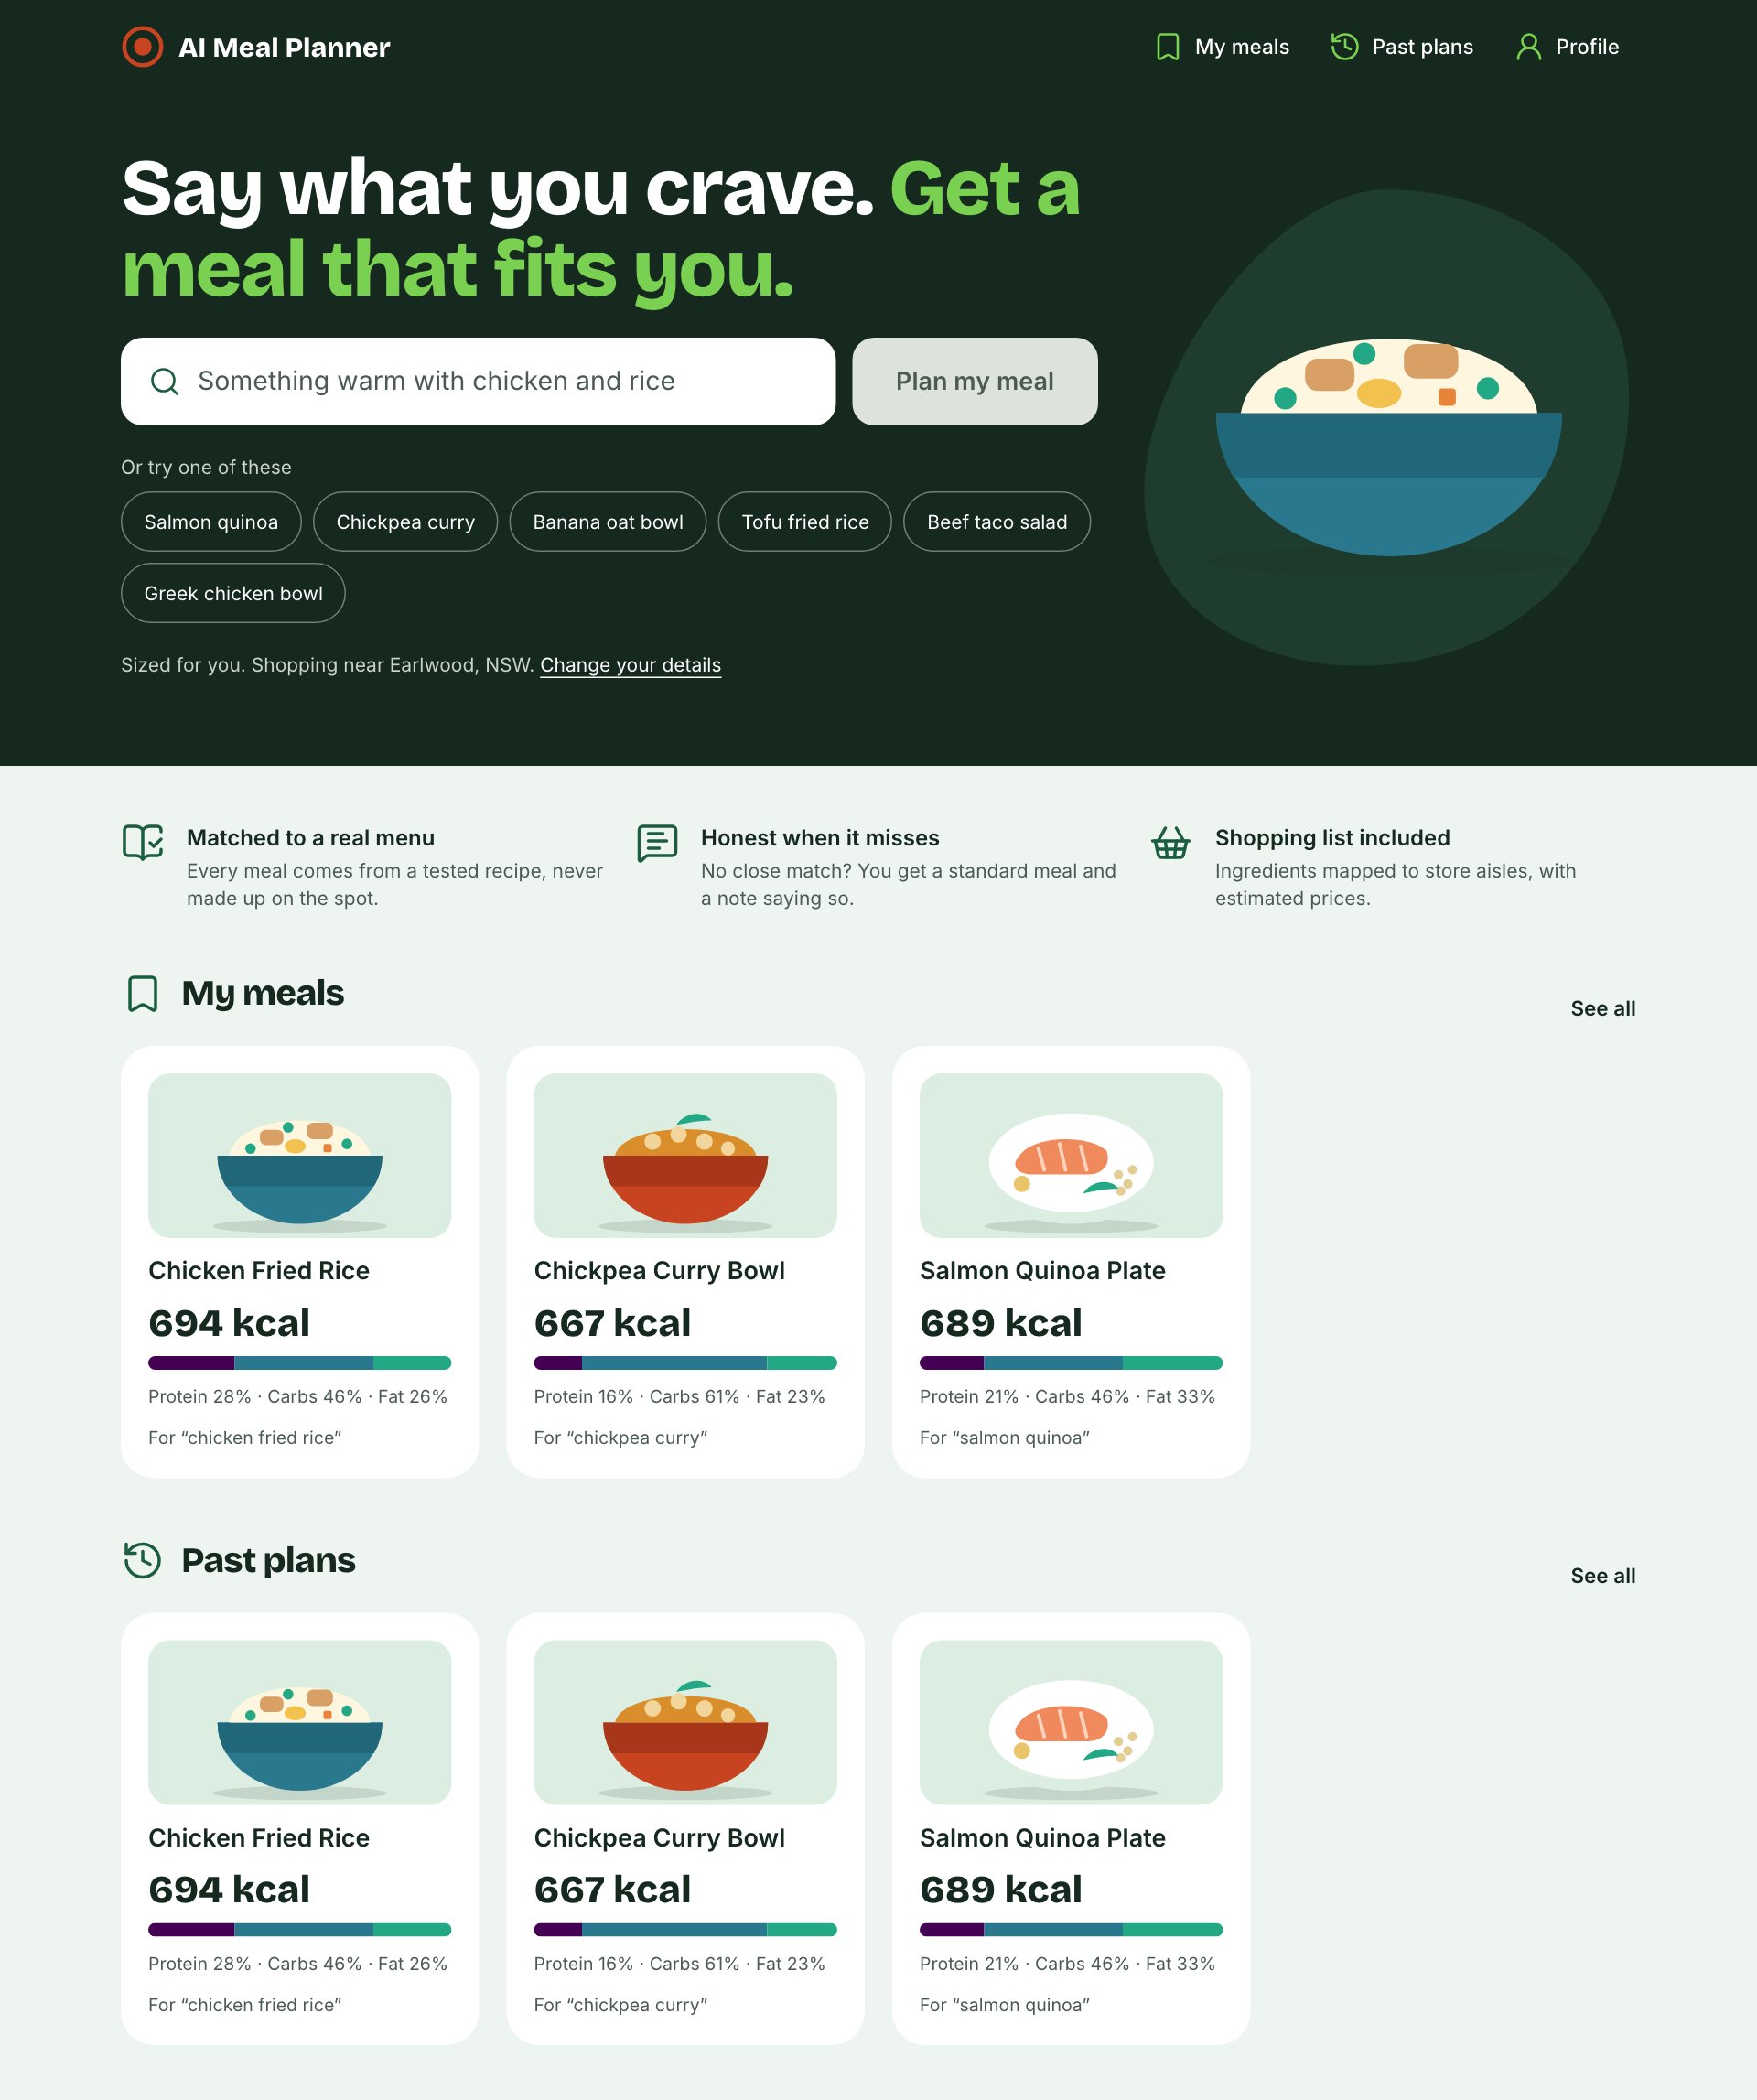 AI Meal Planner
My meals
Past plans
Profile
Say what you crave. Get a
meal that fits you.
Something warm with chicken and rice
Plan my meal
Or try one of these
Salmon quinoa
Chickpea curry
Banana oat bowl
Tofu fried rice
Beef taco salad
Greek chicken bowl
Sized for you. Shopping near Earlwood, NSW. Change your details
Matched to a real menu
Every meal comes from a tested recipe, never
made up on the spot.
Honest when it misses
No close match? You get a standard meal and
a note saying so.
Shopping list included
Ingredients mapped to store aisles, with
estimated prices.
My meals
See all
Chicken Fried Rice
694 kcal
Protein 28% · Carbs 46% · Fat 26%
For “chicken fried rice”
Chickpea Curry Bowl
667 kcal
Protein 16% · Carbs 61% · Fat 23%
For “chickpea curry”
Salmon Quinoa Plate
689 kcal
Protein 21% · Carbs 46% · Fat 33%
For “salmon quinoa”
Past plans
See all
Chicken Fried Rice
694 kcal
Protein 28% · Carbs 46% · Fat 26%
For “chicken fried rice”
Chickpea Curry Bowl
667 kcal
Protein 16% · Carbs 61% · Fat 23%
For “chickpea curry”
Salmon Quinoa Plate
689 kcal
Protein 21% · Carbs 46% · Fat 33%
For “salmon quinoa”